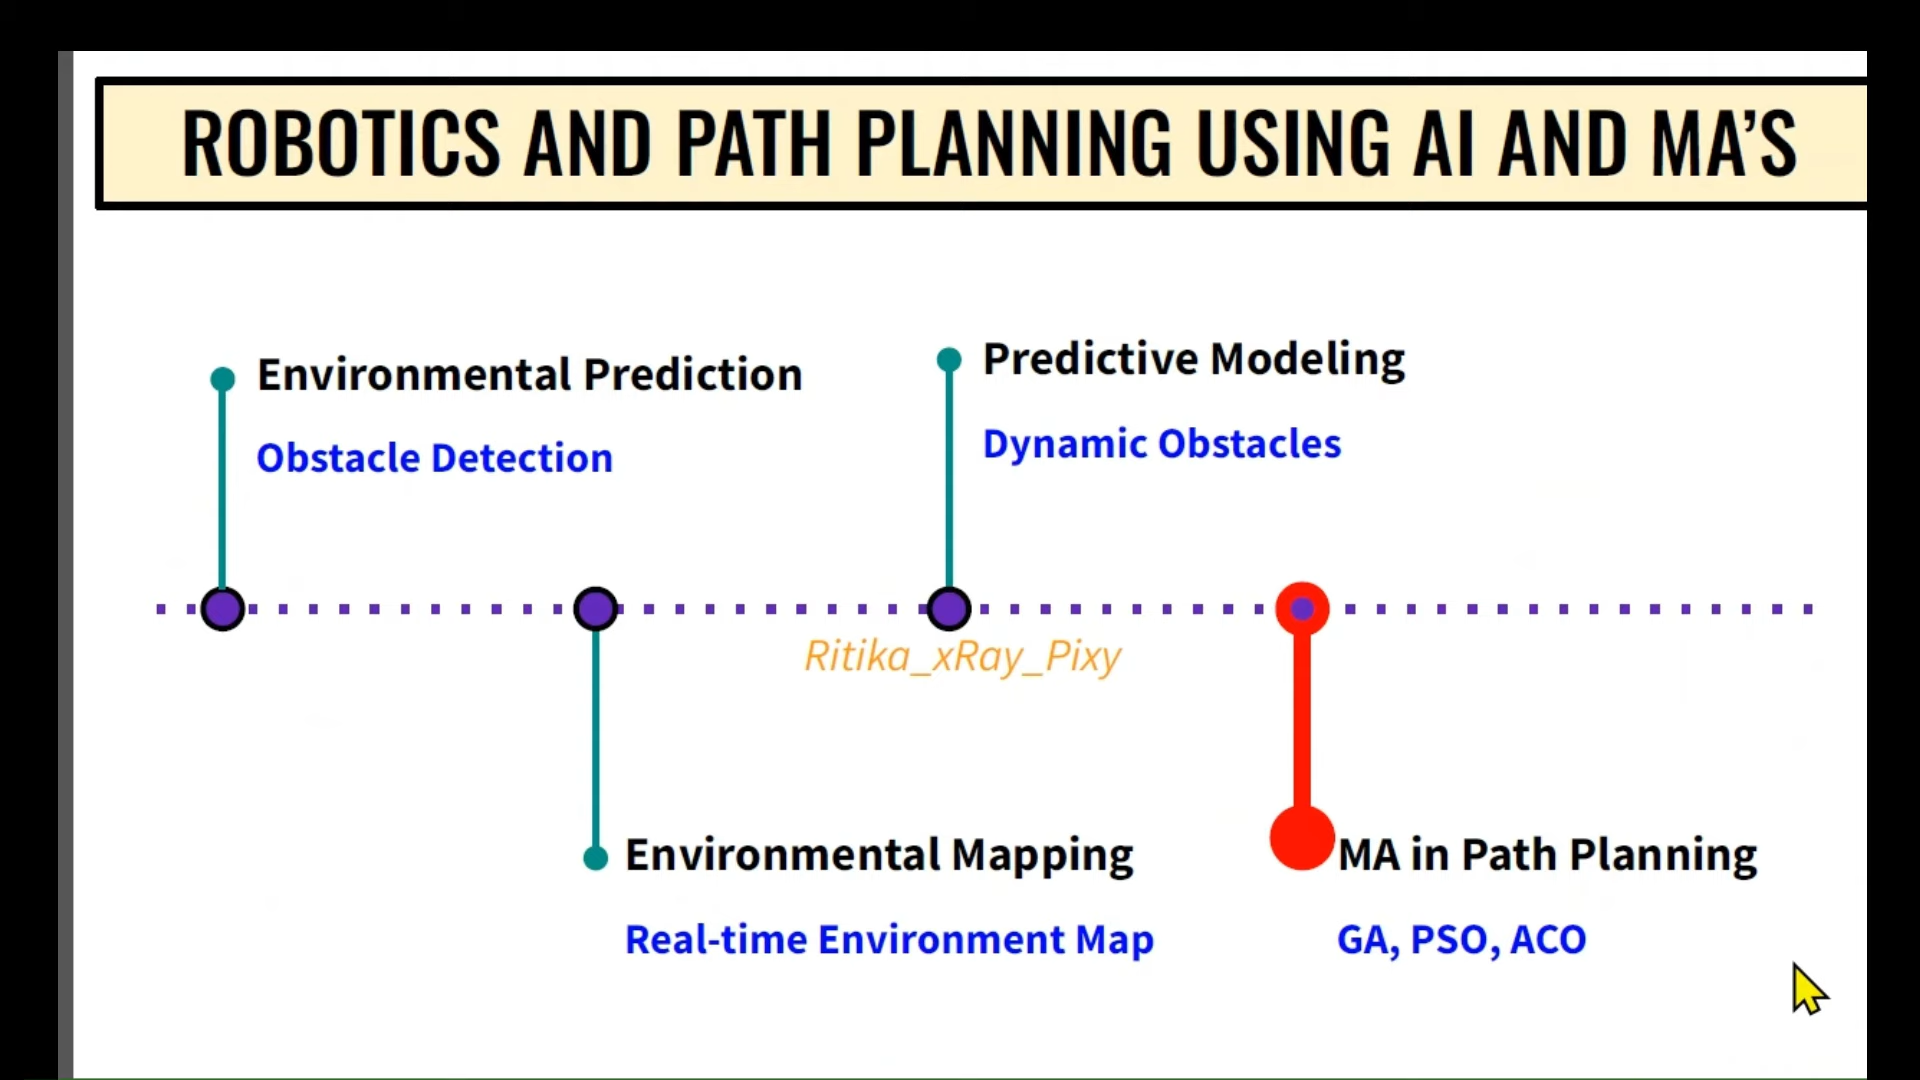 ROBOTICS AND PATH PLANNING USING AI AND MA’S
Environmental Prediction
Obstacle Detection
Predictive Modeling
Dynamic Obstacles
Ritika_xRay_Pixy
Environmental Mapping
Real-time Environment Map
MA in Path Planning
GA, PSO, ACO